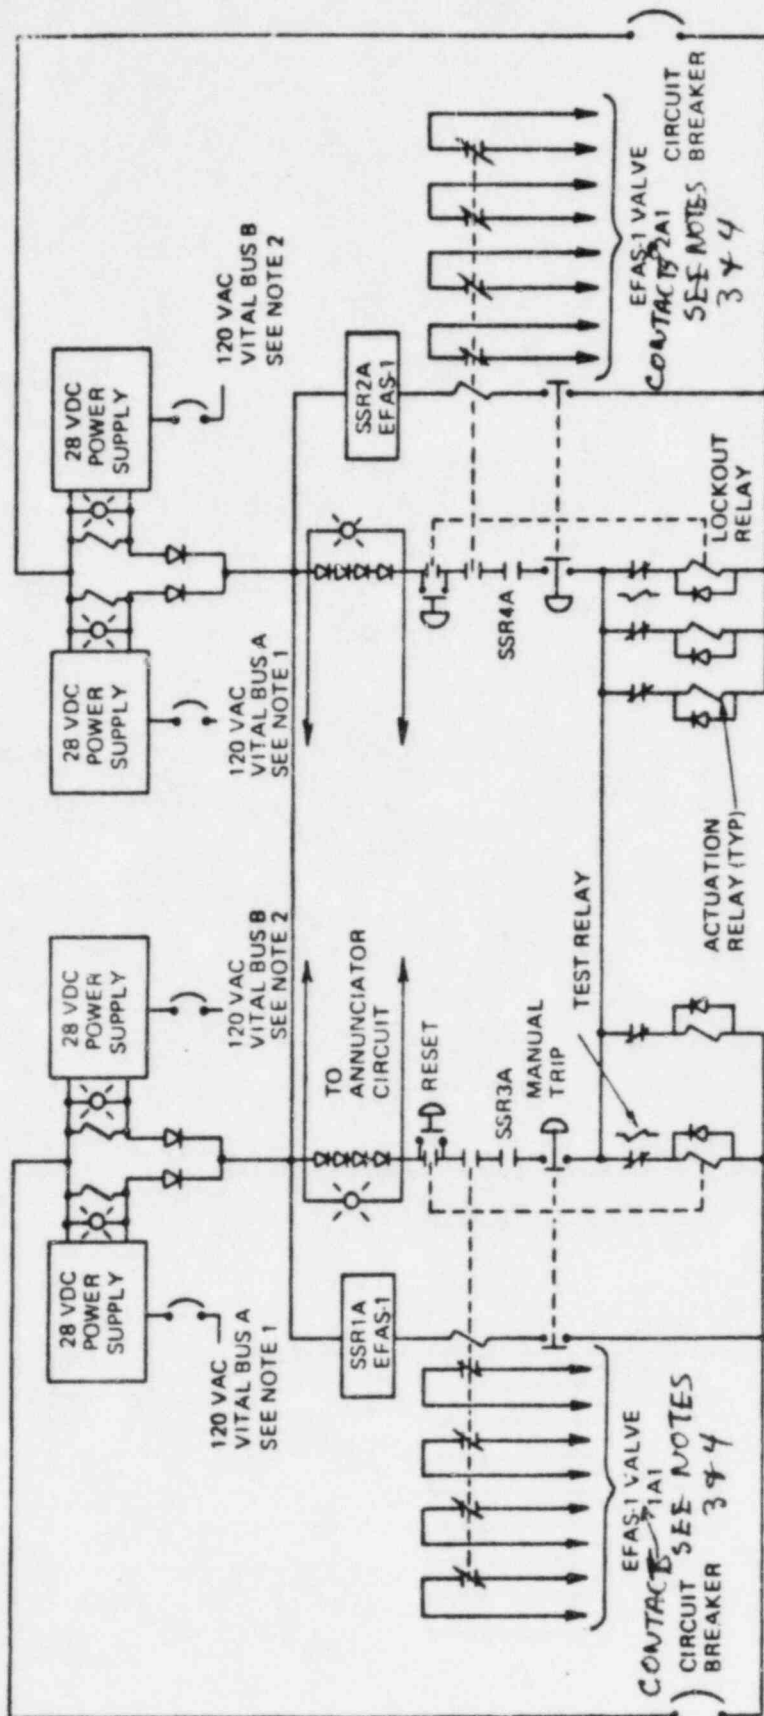 28 VDC
POWER
SUPPLY
28 VDC
POWER
SUPPLY
28 VDC
POWER
SUPPLY
28 VDC
POWER
SUPPLY
120 VAC
VITAL BUS A
SEE NOTE 1
120 VAC
VITAL BUS B
SEE NOTE 2
120 VAC
VITAL BUS A
SEE NOTE 1
120 VAC
VITAL BUS B
SEE NOTE 2
SSR1A
EFAS-1
TO
ANNUNCIATOR
CIRCUIT
SSR2A
EFAS-1
RESET
SSR3A
MANUAL
TRIP
SSR4A
TEST RELAY
EFAS-1 VALVE
CONTACTS 1A1
SEE NOTES
3 & 4
CIRCUIT
BREAKER
ACTUATION
RELAY (TYP)
LOCKOUT
RELAY
EFAS-1 VALVE
CONTACTS 2A1
SEE NOTES
3 & 4
CIRCUIT
BREAKER